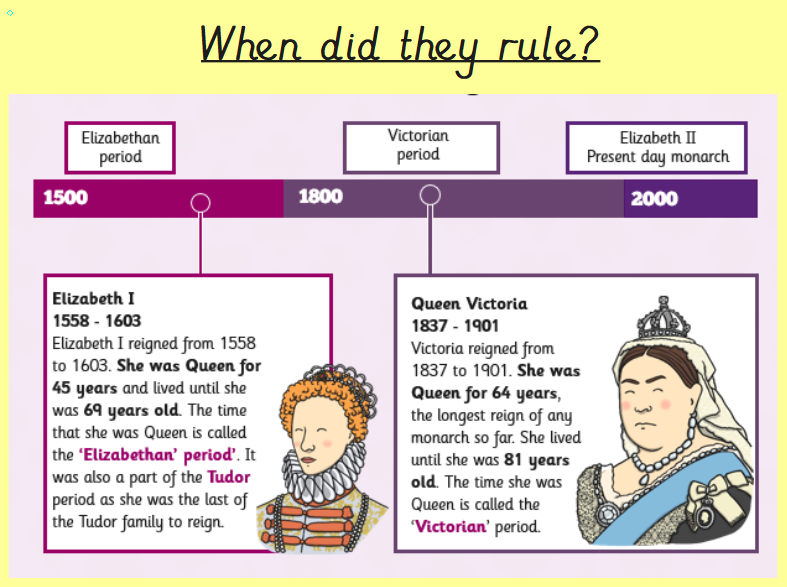 When did they rule?
Elizabethan
period
Victorian
period
Elizabeth II
Present day monarch
1500
1800
2000
Elizabeth I
1558 - 1603
Elizabeth I reigned from 1558
to 1603. She was Queen for
45 years and lived until she
was 69 years old. The time
that she was Queen is called
the ‘Elizabethan’ period’. It
was also a part of the Tudor
period as she was the last of
the Tudor family to reign.
Queen Victoria
1837 - 1901
Victoria reigned from
1837 to 1901. She was
Queen for 64 years,
the longest reign of any
monarch so far. She lived
until she was 81 years
old. The time she was
Queen is called the
‘Victorian’ period.